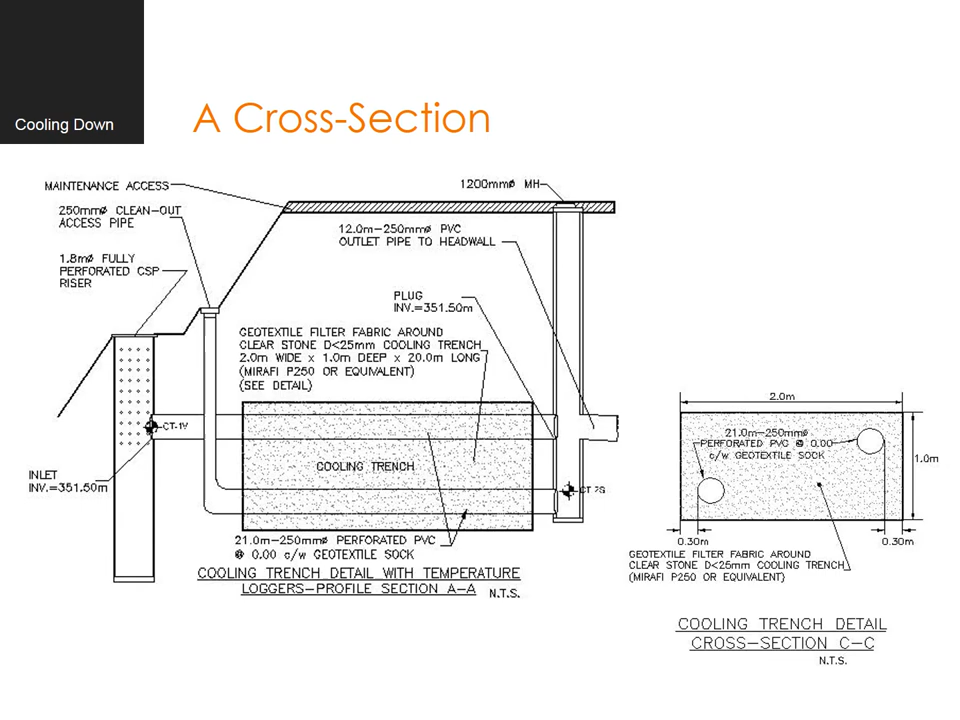 Cooling Down
A Cross-Section
MAINTENANCE ACCESS
250mmø CLEAN-OUT
ACCESS PIPE
1.8mø FULLY
PERFORATED CSP
RISER
1200mmø MH
12.0m-250mmø PVC
OUTLET PIPE TO HEADWALL
PLUG
INV.=351.50m
GEOTEXTILE FILTER FABRIC AROUND
CLEAR STONE D<25mm COOLING TRENCH
2.0m WIDE x 1.0m DEEP x 20.0m LONG
(MIRAFI P250 OR EQUIVALENT)
(SEE DETAIL)
CT-1V
COOLING TRENCH
INLET
INV.=351.50m
CT-2S
21.0m-250mmø PERFORATED PVC
@ 0.00 c/w GEOTEXTILE SOCK
COOLING TRENCH DETAIL WITH TEMPERATURE
LOGGERS-PROFILE SECTION A-A
N.T.S.
2.0m
21.0m-250mmø
PERFORATED PVC @ 0.00
c/w GEOTEXTILE SOCK
1.0m
0.30m
0.30m
GEOTEXTILE FILTER FABRIC AROUND
CLEAR STONE D<25mm COOLING TRENCH
(MIRAFI P250 OR EQUIVALENT)
COOLING TRENCH DETAIL
CROSS-SECTION C-C
N.T.S.